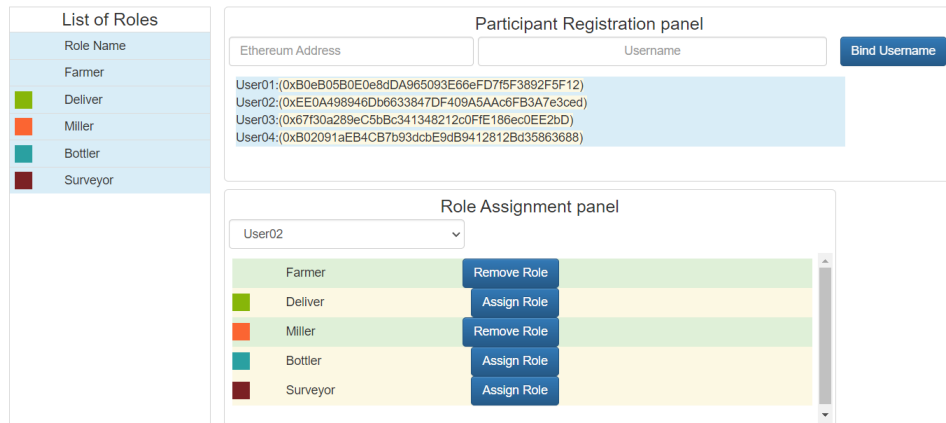 List of Roles
Role Name
Farmer
Deliver
Miller
Bottler
Surveyor
Participant Registration panel
Ethereum Address
Username
Bind Username
User01:(0xB0eB05B0E0e8dDA965093E66eFD7f5F3892F5F12)
User02:(0xEE0A498946Db6633847DF409A5AAc6FB3A7e3ced)
User03:(0x67f30a289eC5bBc341348212c0FfE186ec0EE2bD)
User04:(0xB02091aEB4CB7b93dcbE9dB9412812Bd35863688)
Role Assignment panel
User02
Farmer Remove Role
Deliver Assign Role
Miller Remove Role
Bottler Assign Role
Surveyor Assign Role